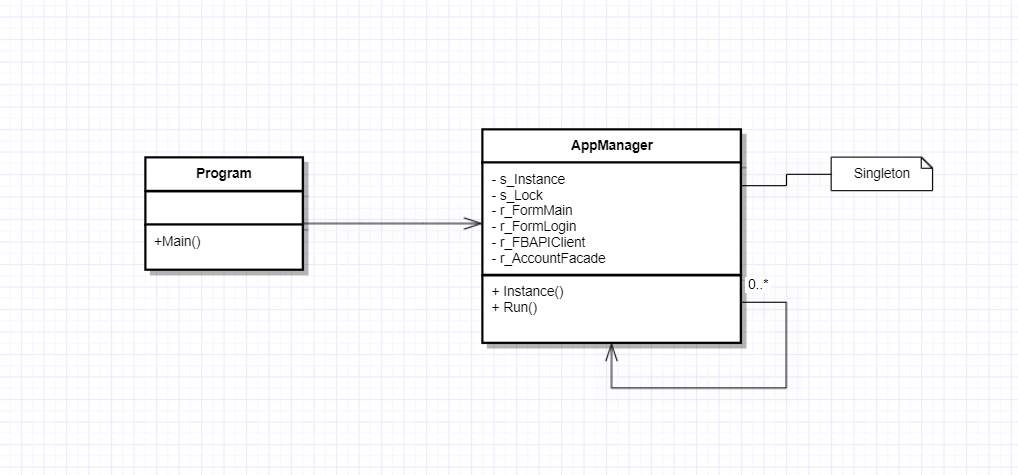 Program
+Main()
AppManager
- s_Instance
- s_Lock
- r_FormMain
- r_FormLogin
- r_FBAPIClient
- r_AccountFacade
+ Instance()
+ Run()
Singleton
0..*